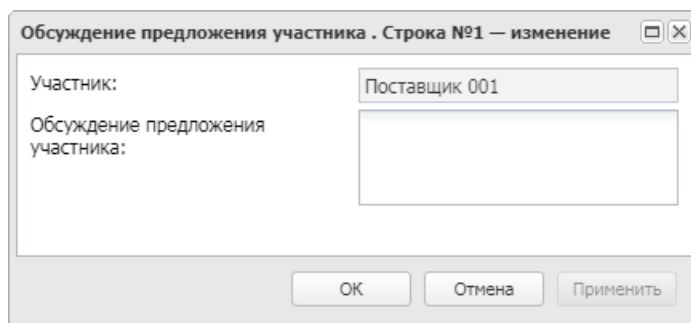 Обсуждение предложения участника . Строка №1 — изменение
Участник:
Поставщик 001
Обсуждение предложения
участника:
ОК
Отмена
Применить